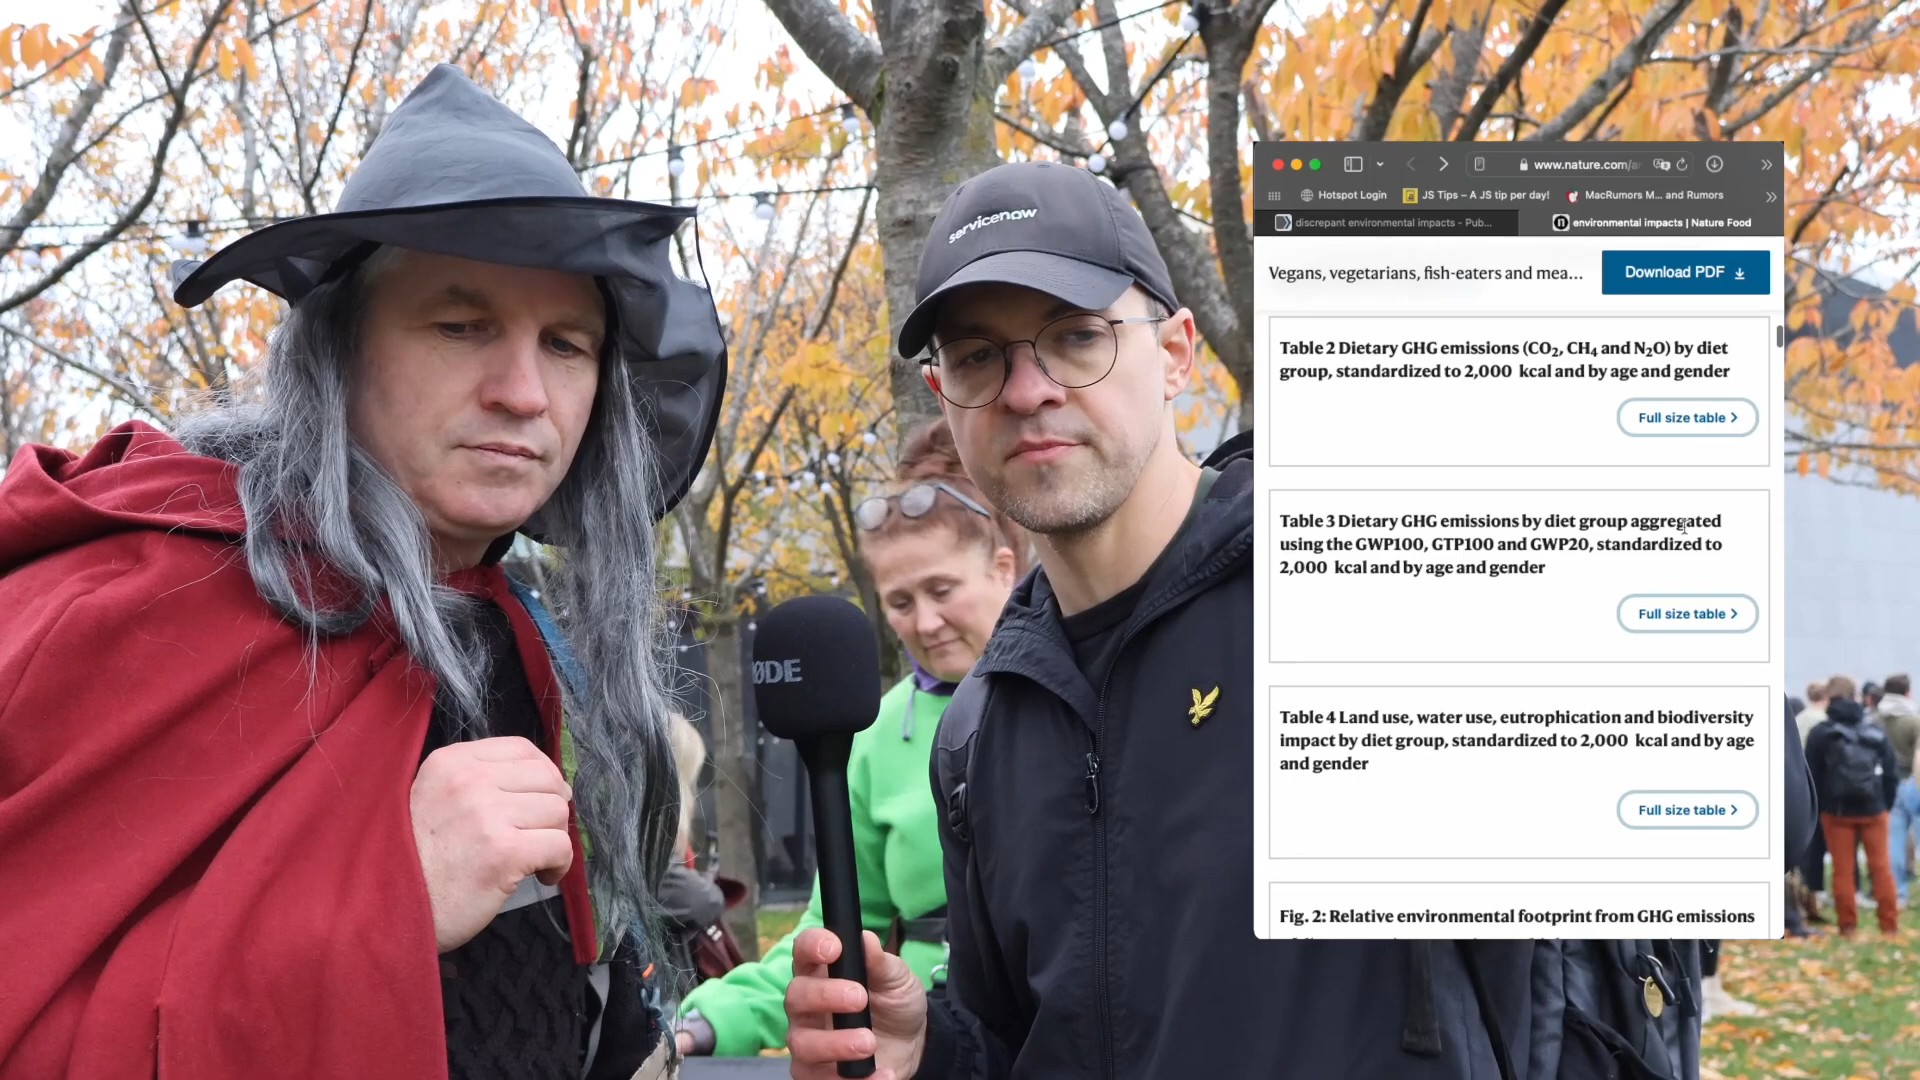 servicenow
ØDE
www.nature.com/a
Hotspot Login
JS Tips – A JS tip per day!
MacRumors M... and Rumors
discrepant environmental impacts - Pub...
environmental impacts | Nature Food
Vegans, vegetarians, fish-eaters and mea...
Download PDF
Table 2 Dietary GHG emissions (CO₂, CH₄ and N₂O) by diet
group, standardized to 2,000 kcal and by age and gender
Full size table
Table 3 Dietary GHG emissions by diet group aggregated
using the GWP100, GTP100 and GWP20, standardized to
2,000 kcal and by age and gender
Full size table
Table 4 Land use, water use, eutrophication and biodiversity
impact by diet group, standardized to 2,000 kcal and by age
and gender
Full size table
Fig. 2: Relative environmental footprint from GHG emissions